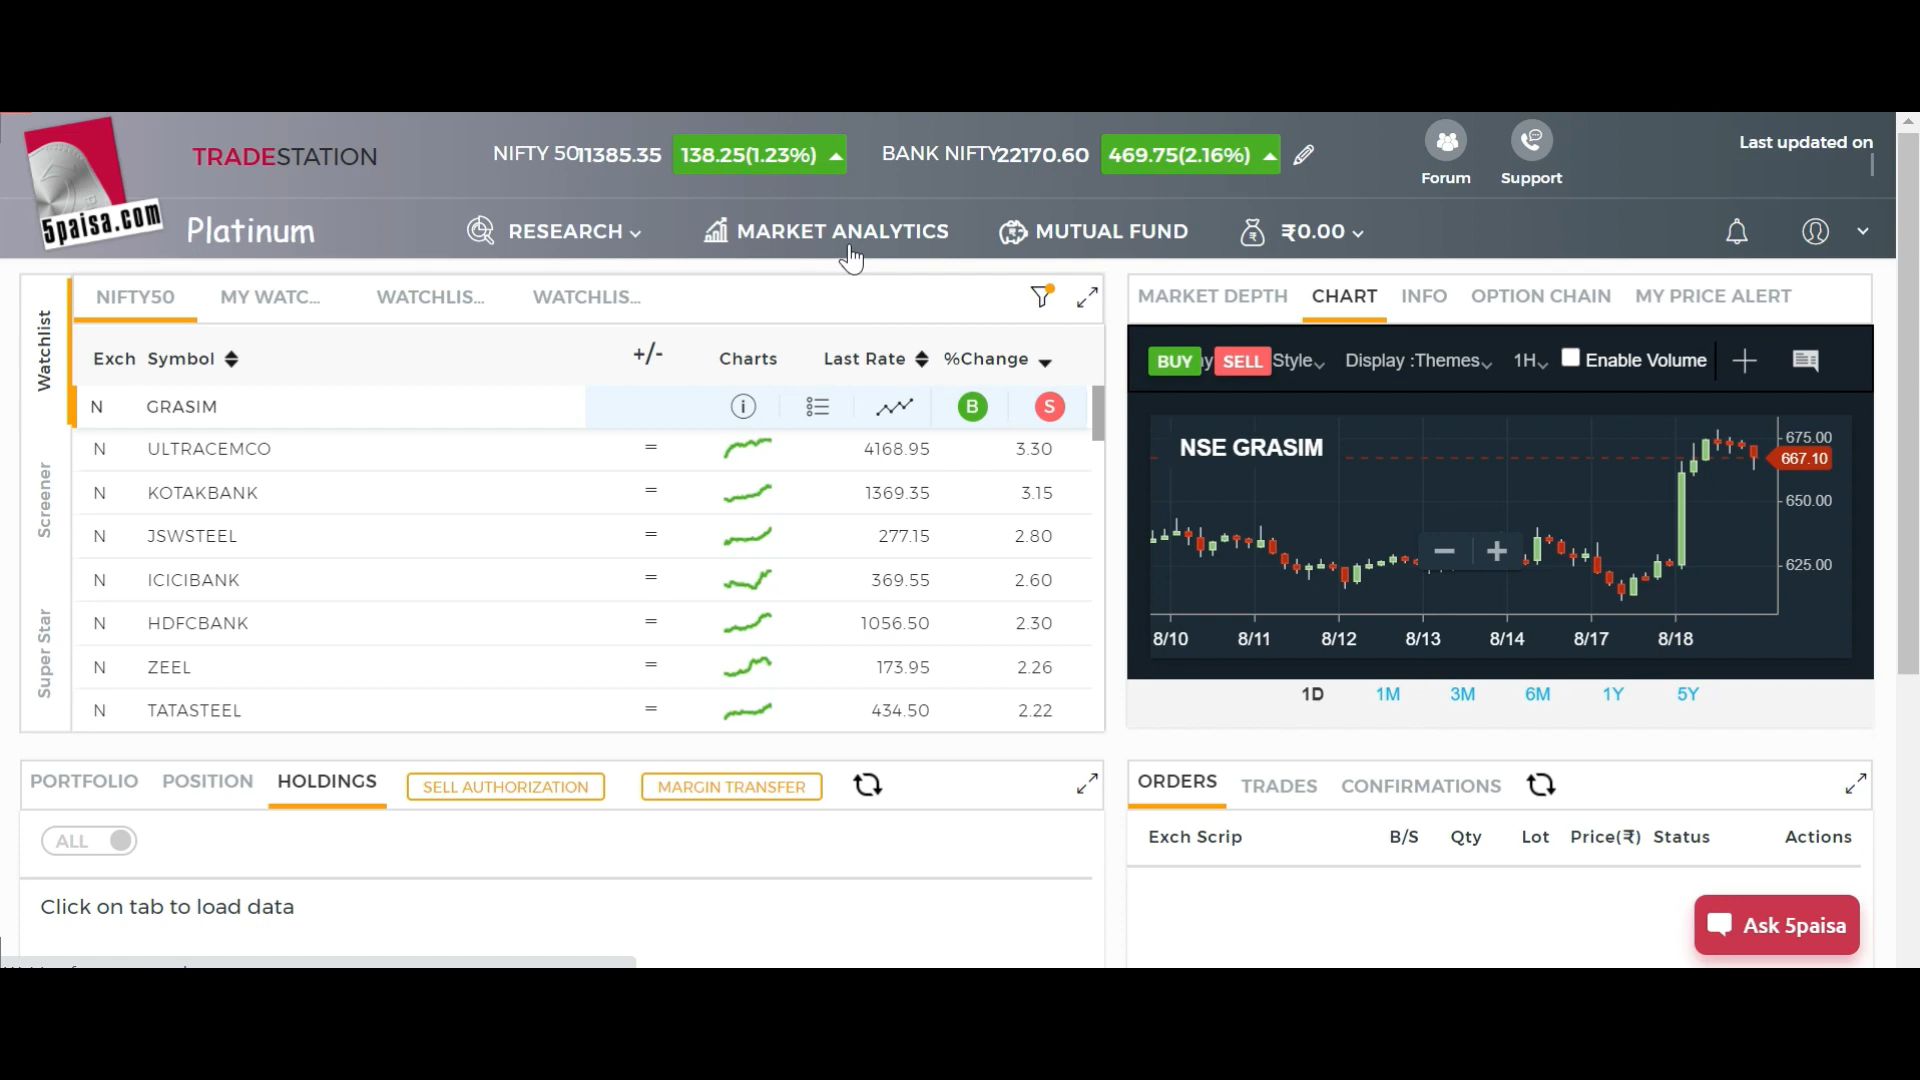 TRADESTATION
NIFTY 50 11385.35 138.25(1.23%)
BANK NIFTY 22170.60 469.75(2.16%)
Forum
Support
Last updated on
5paisa.com
Platinum
RESEARCH
MARKET ANALYTICS
MUTUAL FUND
₹0.00
Watchlist
Screener
Super Star
NIFTY50 MY WATC... WATCHLIS... WATCHLIS...
Exch Symbol +/- Charts Last Rate %Change
N GRASIM B S
N ULTRACEMCO = 4168.95 3.30
N KOTAKBANK = 1369.35 3.15
N JSWSTEEL = 277.15 2.80
N ICICIBANK = 369.55 2.60
N HDFCBANK = 1056.50 2.30
N ZEEL = 173.95 2.26
N TATASTEEL = 434.50 2.22
MARKET DEPTH CHART INFO OPTION CHAIN MY PRICE ALERT
BUY y SELL Style Display :Themes 1H Enable Volume
NSE GRASIM
675.00
667.10
650.00
625.00
8/10 8/11 8/12 8/13 8/14 8/17 8/18
1D 1M 3M 6M 1Y 5Y
PORTFOLIO POSITION HOLDINGS SELL AUTHORIZATION MARGIN TRANSFER
ALL
Click on tab to load data
ORDERS TRADES CONFIRMATIONS
Exch Scrip B/S Qty Lot Price(₹) Status Actions
Ask 5paisa